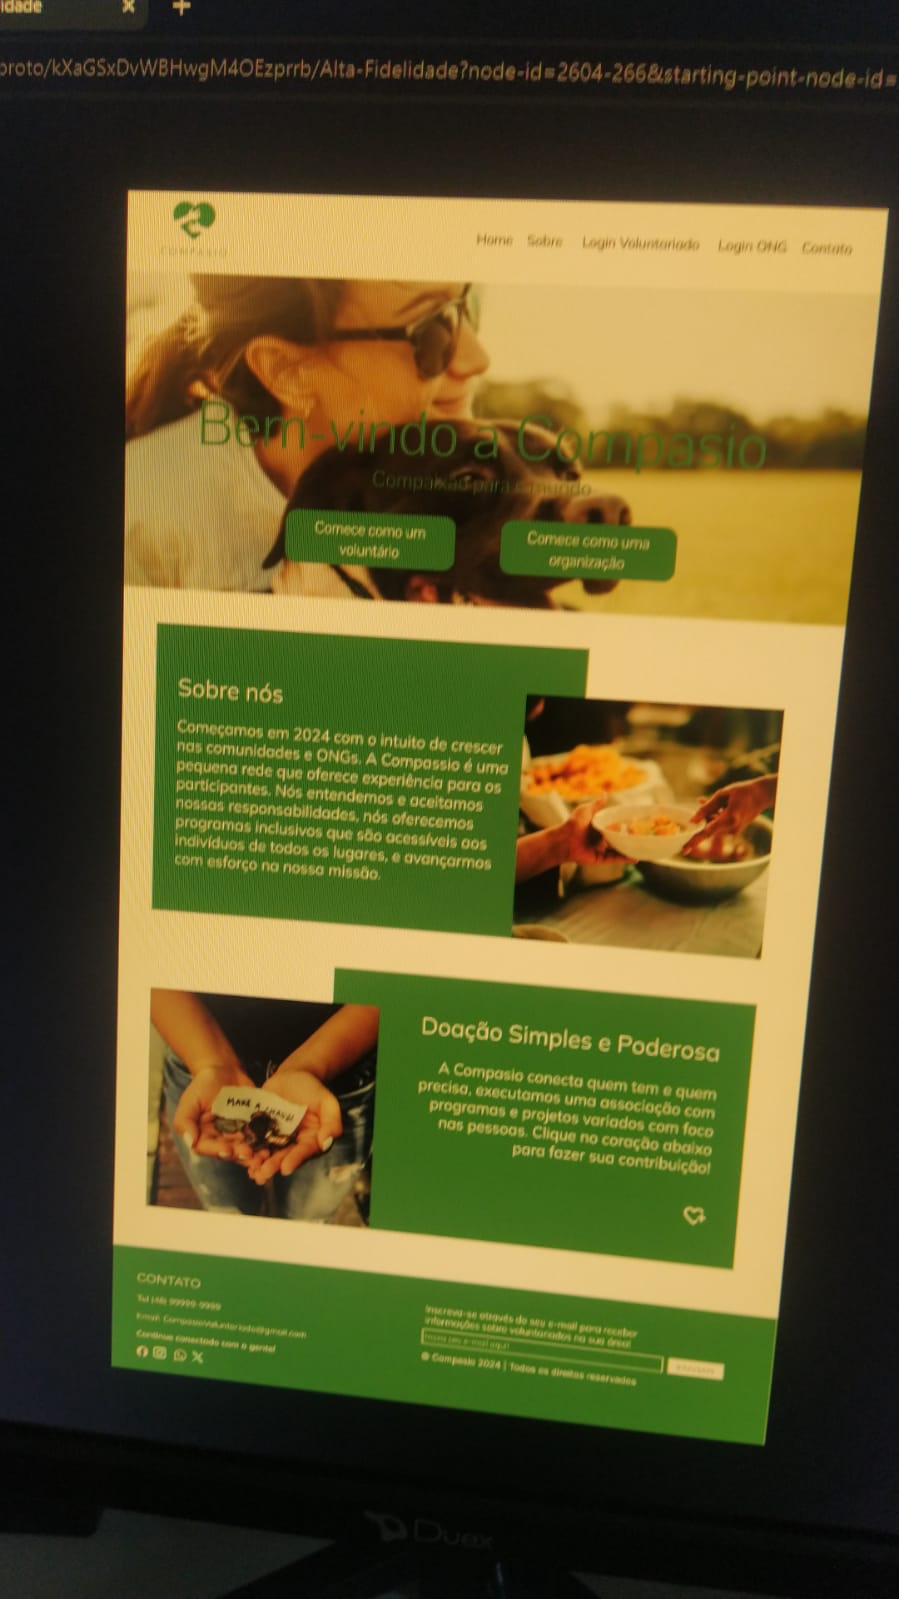 idade × +
proto/kXaGSxDvWBHwgM4OEzprrb/Alta-Fidelidade?node-id=2604-266&starting-point-node-id=
COMPASIO
Home Sobre Login Voluntariado Login ONG Contato
Bem-vindo a Compasio
Compaixão para o mundo
Comece como um
voluntário
Comece como uma
organização
Sobre nós
Começamos em 2024 com o intuito de crescer
nas comunidades e ONGs. A Compassio é uma
pequena rede que oferece experiência para os
participantes. Nós entendemos e aceitamos
nossas responsabilidades, nós oferecemos
programas inclusivos que são acessíveis aos
indivíduos de todos os lugares, e avançarmos
com esforço na nossa missão.
MAKE A CHANGE
Doação Simples e Poderosa
A Compasio conecta quem tem e quem
precisa, executamos uma associação com
programas e projetos variados com foco
nas pessoas. Clique no coração abaixo
para fazer sua contribuição!
CONTATO
Tel (48) 99999-9999
Email: CompasioVoluntariado@gmail.com
Continue conectado com a gente!
Inscreva-se através do seu e-mail para receber
informações sobre voluntariados na sua área!
© Compasio 2024 | Todos os direitos reservados
Duex